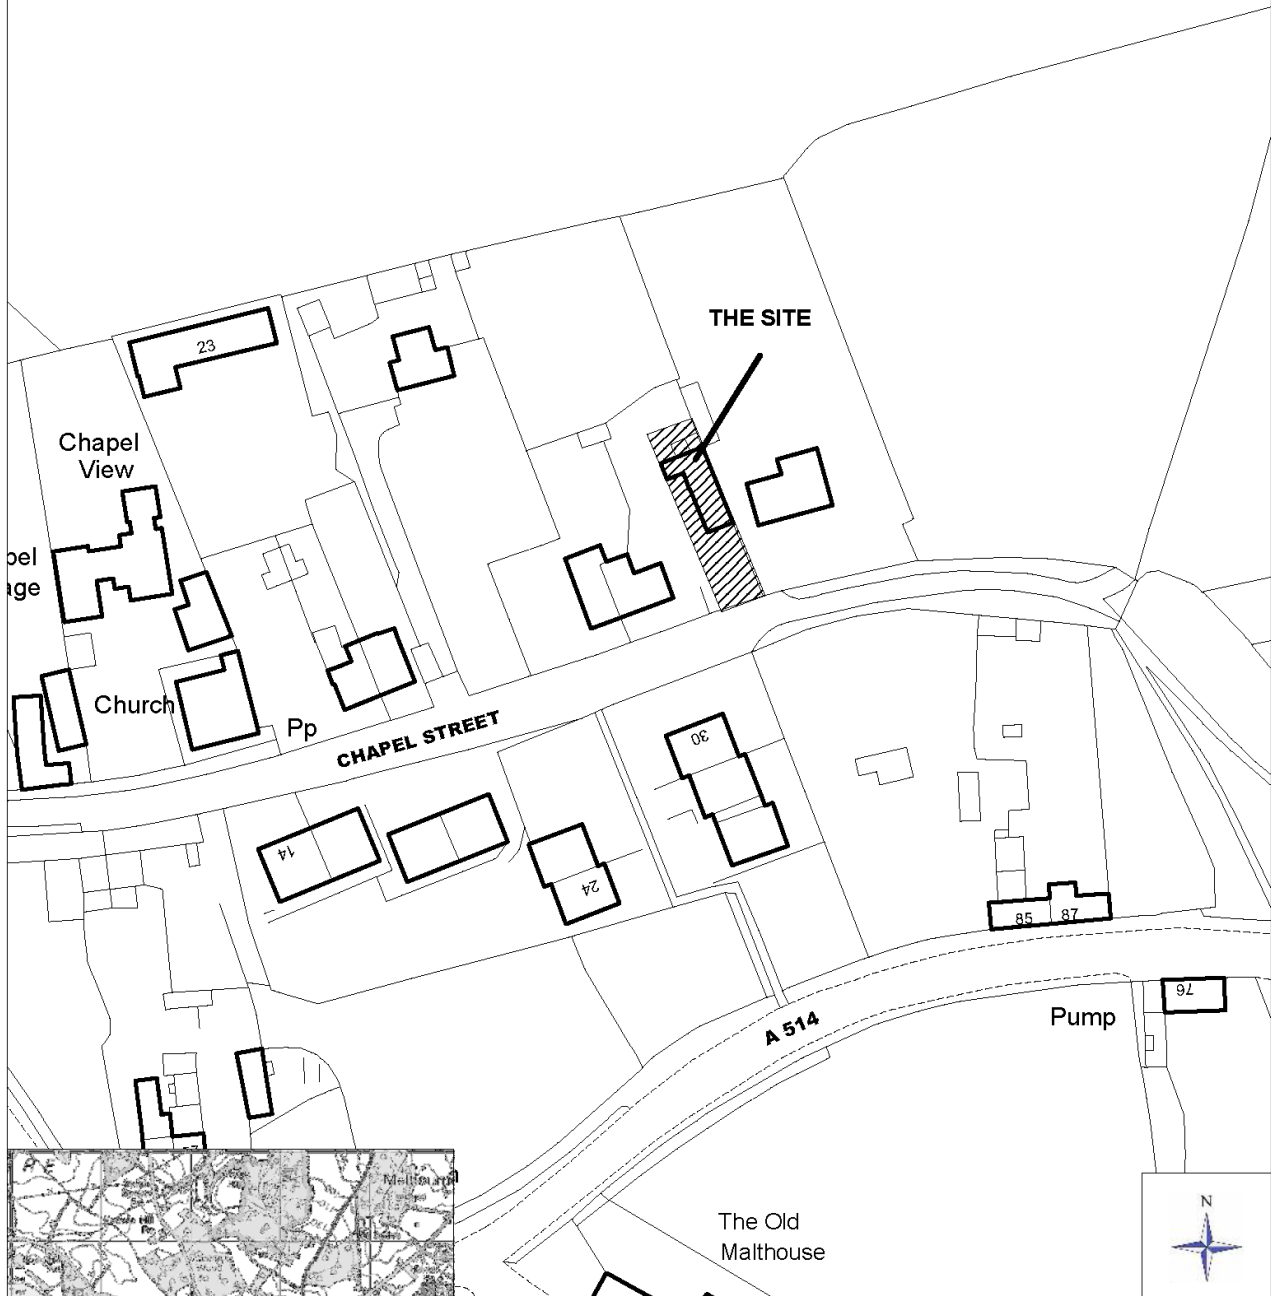 THE SITE
23
Chapel
View
pel
age
Church
Pp
CHAPEL STREET
30
14
24
85
87
76
Pump
A 514
The Old
Malthouse
N